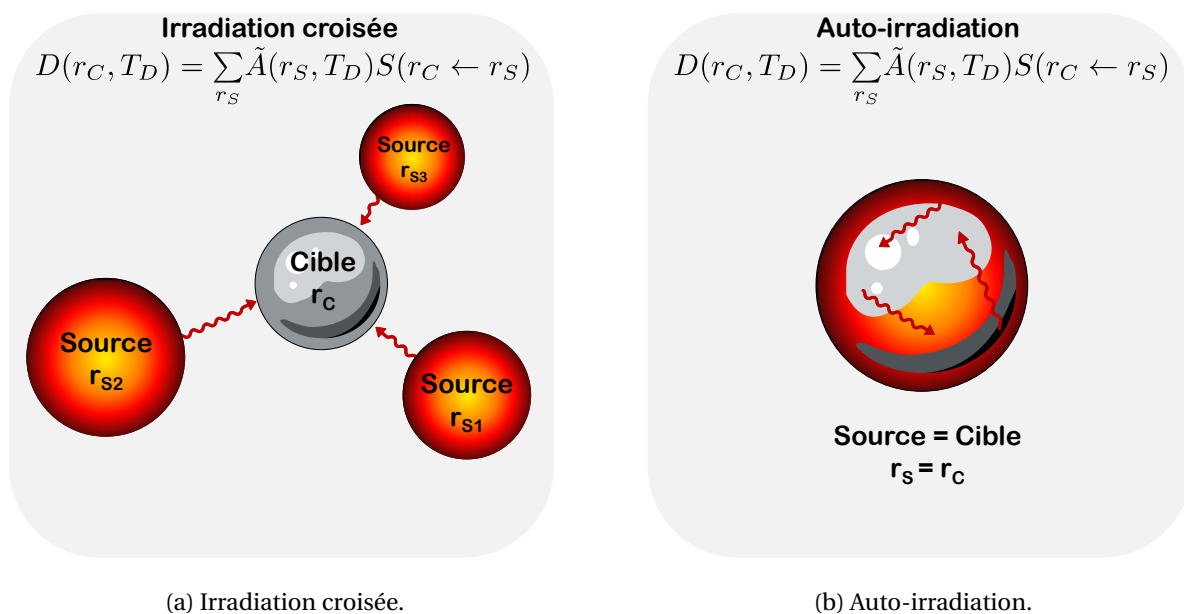 Irradiation croisée
D(r_C, T_D) = ∑_{r_S} Ã(r_S, T_D)S(r_C ← r_S)
Source
r_S3
Cible
r_C
Source
r_S2
Source
r_S1
(a) Irradiation croisée.
Auto-irradiation
D(r_C, T_D) = ∑_{r_S} Ã(r_S, T_D)S(r_C ← r_S)
Source = Cible
r_S = r_C
(b) Auto-irradiation.